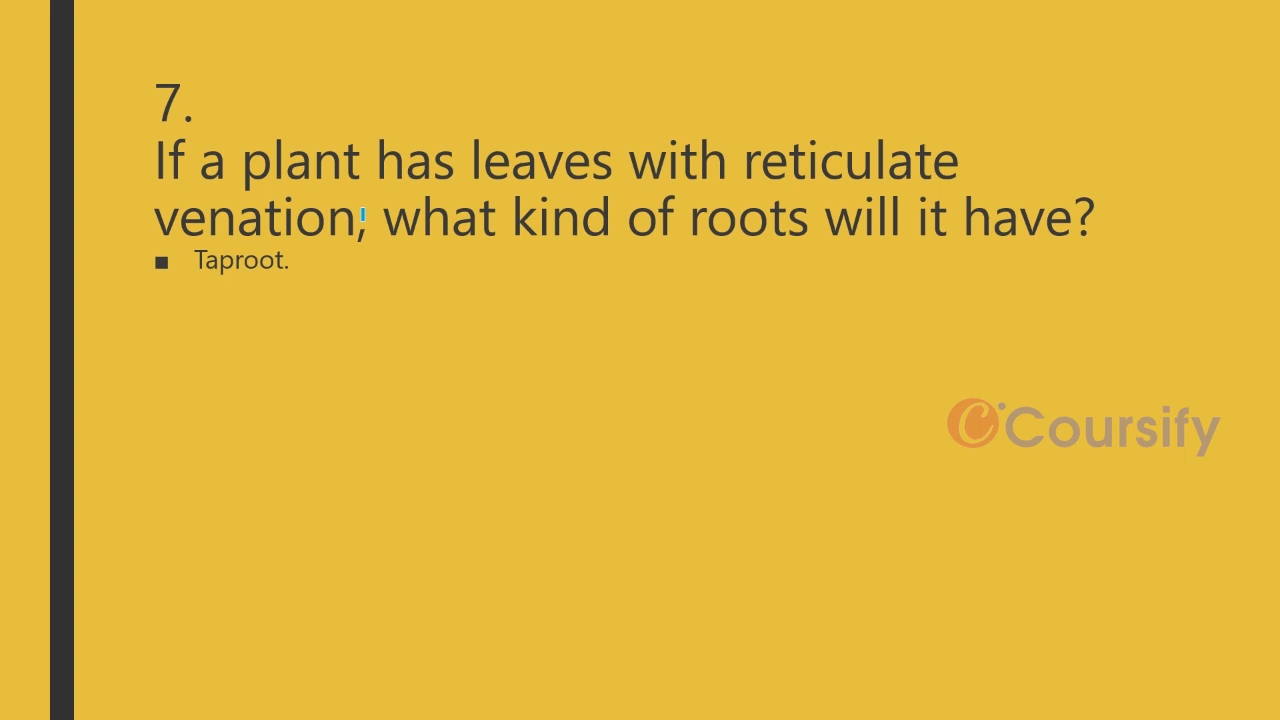 7.
If a plant has leaves with reticulate
venation; what kind of roots will it have?
■ Taproot.
Coursify